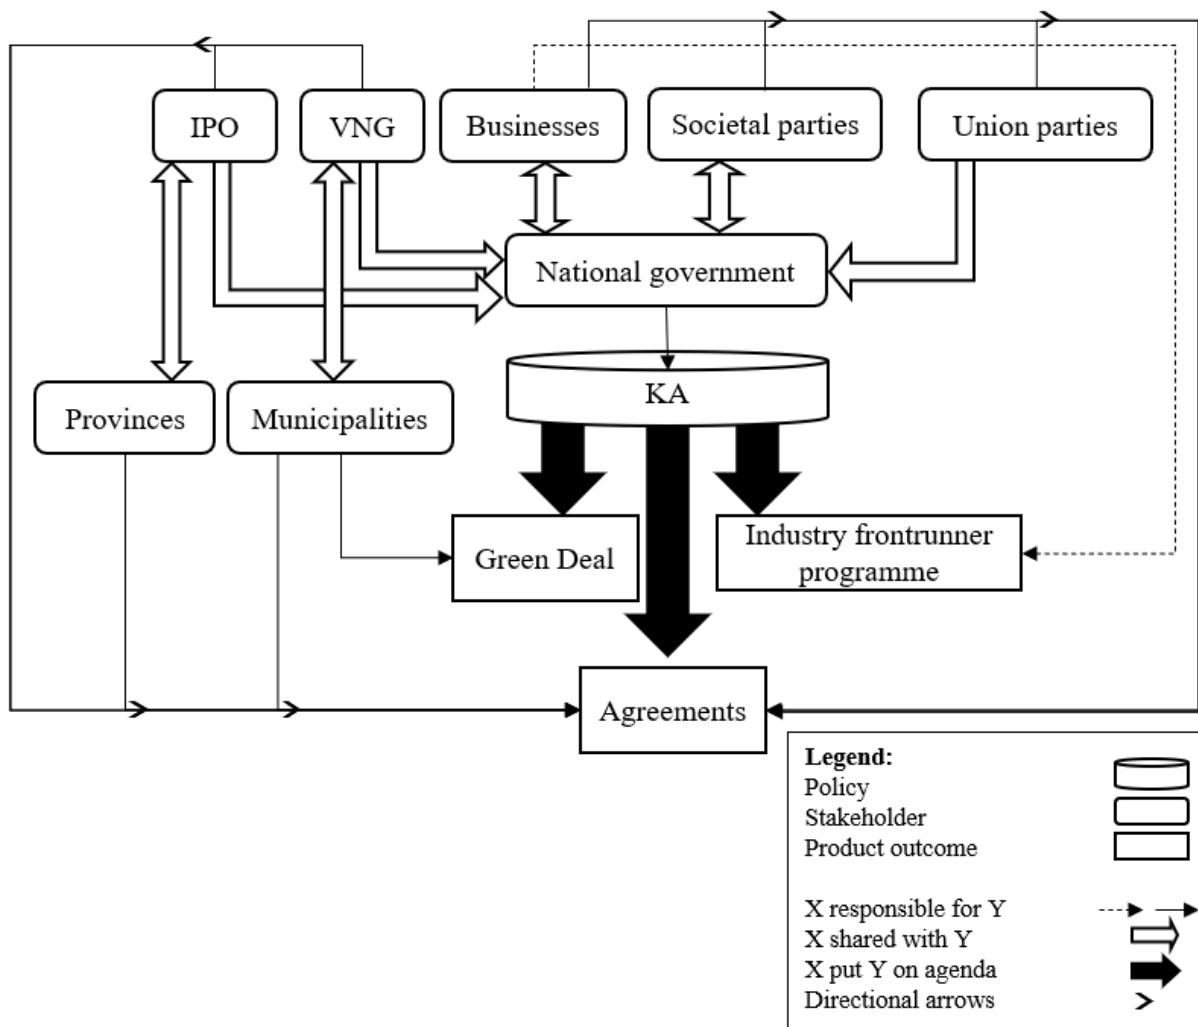 IPO
VNG
Businesses
Societal parties
Union parties
National government
KA
Provinces
Municipalities
Green Deal
Industry frontrunner
programme
Agreements
Legend:
Policy
Stakeholder
Product outcome
X responsible for Y
X shared with Y
X put Y on agenda
Directional arrows